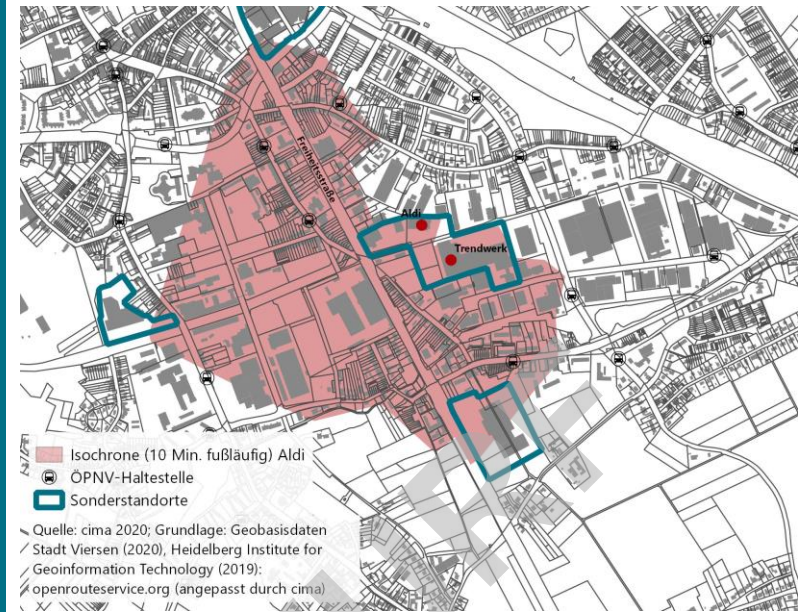 Freiheitsstraße
Aldi
Trendwerk
Isochrone (10 Min. fußläufig) Aldi
ÖPNV-Haltestelle
Sonderstandorte
Quelle: cima 2020; Grundlage: Geobasisdaten
Stadt Viersen (2020), Heidelberg Institute for
Geoinformation Technology (2019):
openrouteservice.org (angepasst durch cima)